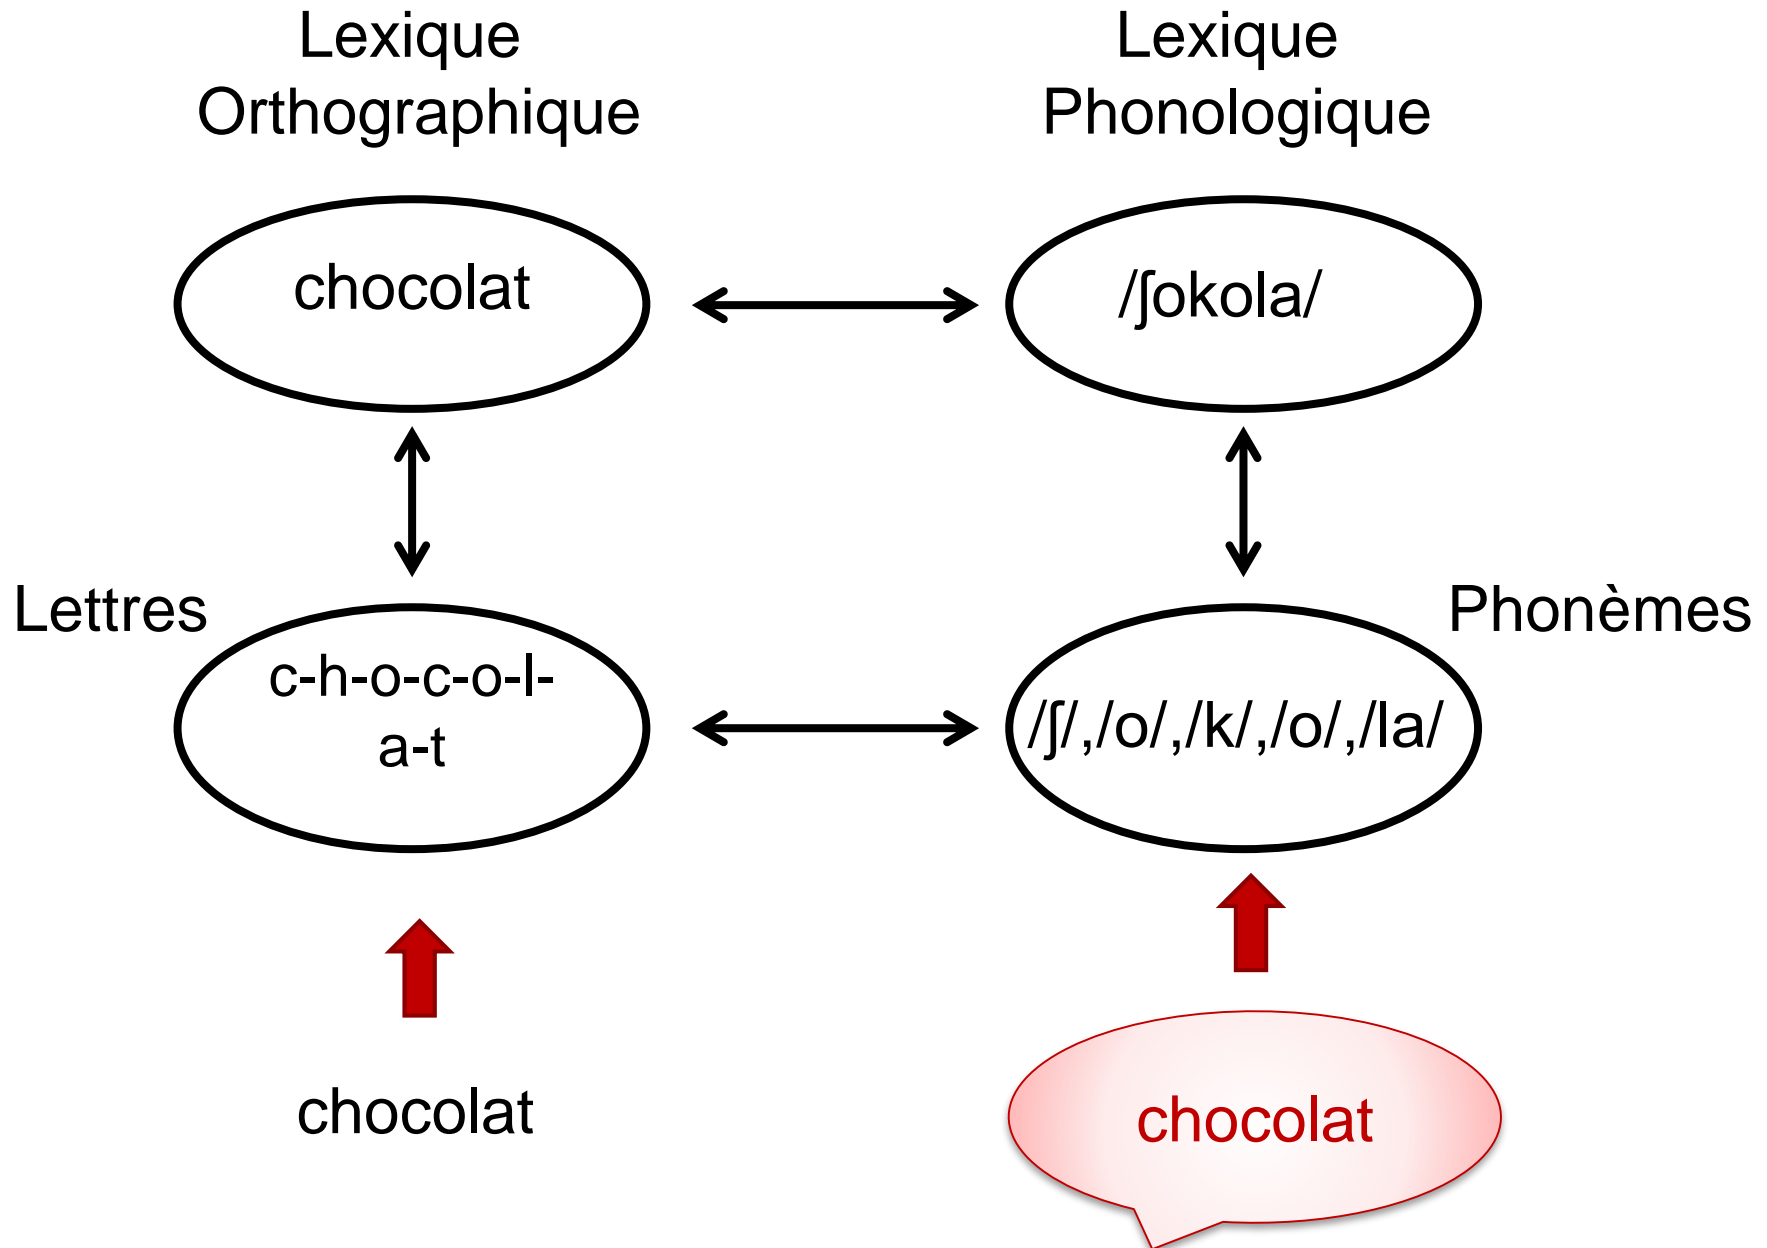 Lexique
Orthographique
Lexique
Phonologique
chocolat
/ʃokola/
Lettres
Phonèmes
c-h-o-c-o-l-
a-t
/ʃ/,/o/,/k/,/o/,/la/
chocolat
chocolat